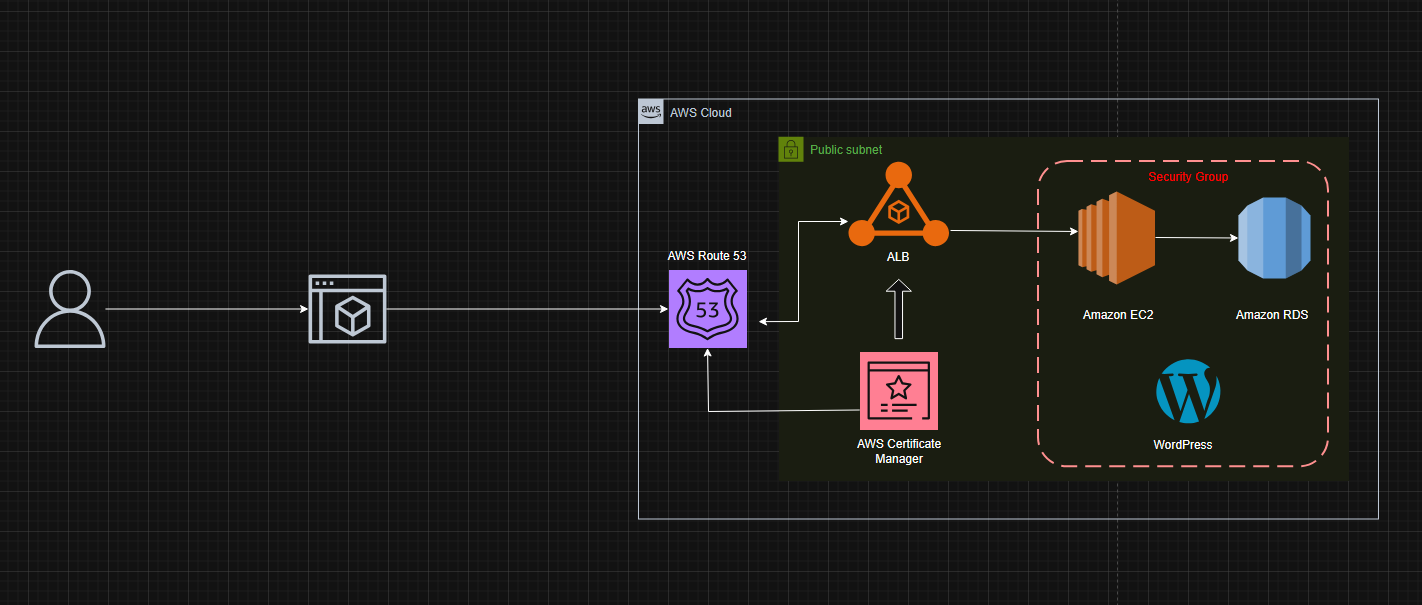 aws
AWS Cloud
Public subnet
Security Group
AWS Route 53
53
ALB
Amazon EC2
Amazon RDS
AWS Certificate
Manager
W
WordPress